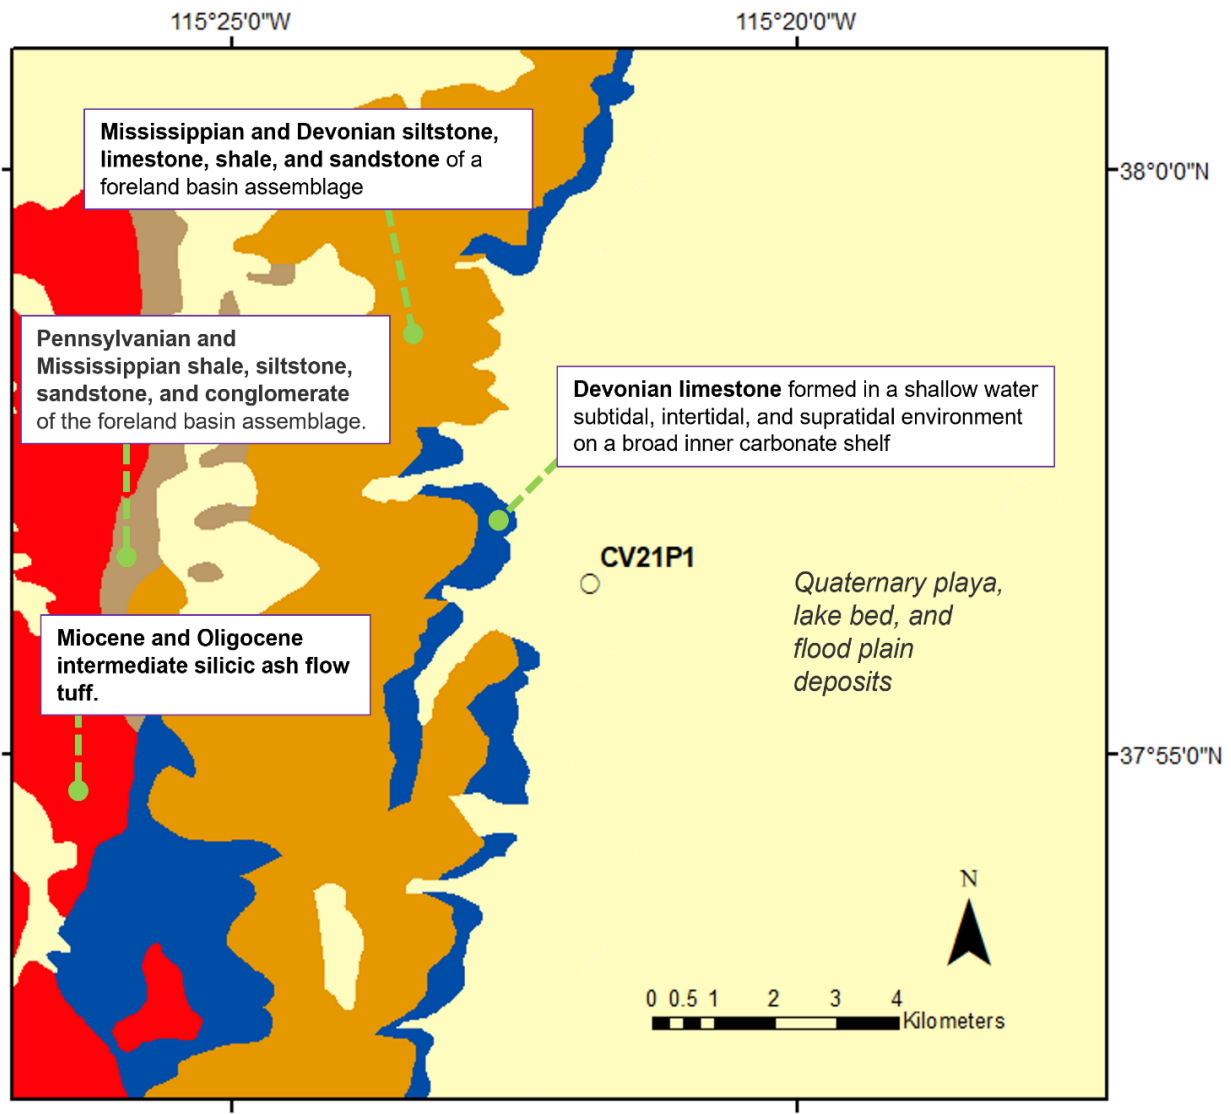 115°25'0"W
115°20'0"W
Mississippian and Devonian siltstone,
limestone, shale, and sandstone of a
foreland basin assemblage
38°0'0"N
Pennsylvanian and
Mississippian shale, siltstone,
sandstone, and conglomerate
of the foreland basin assemblage.
Devonian limestone formed in a shallow water
subtidal, intertidal, and supratidal environment
on a broad inner carbonate shelf
CV21P1
Quaternary playa,
lake bed, and
flood plain
deposits
Miocene and Oligocene
intermediate silicic ash flow
tuff.
37°55'0"N
N
0 0.5 1 2 3 4
Kilometers